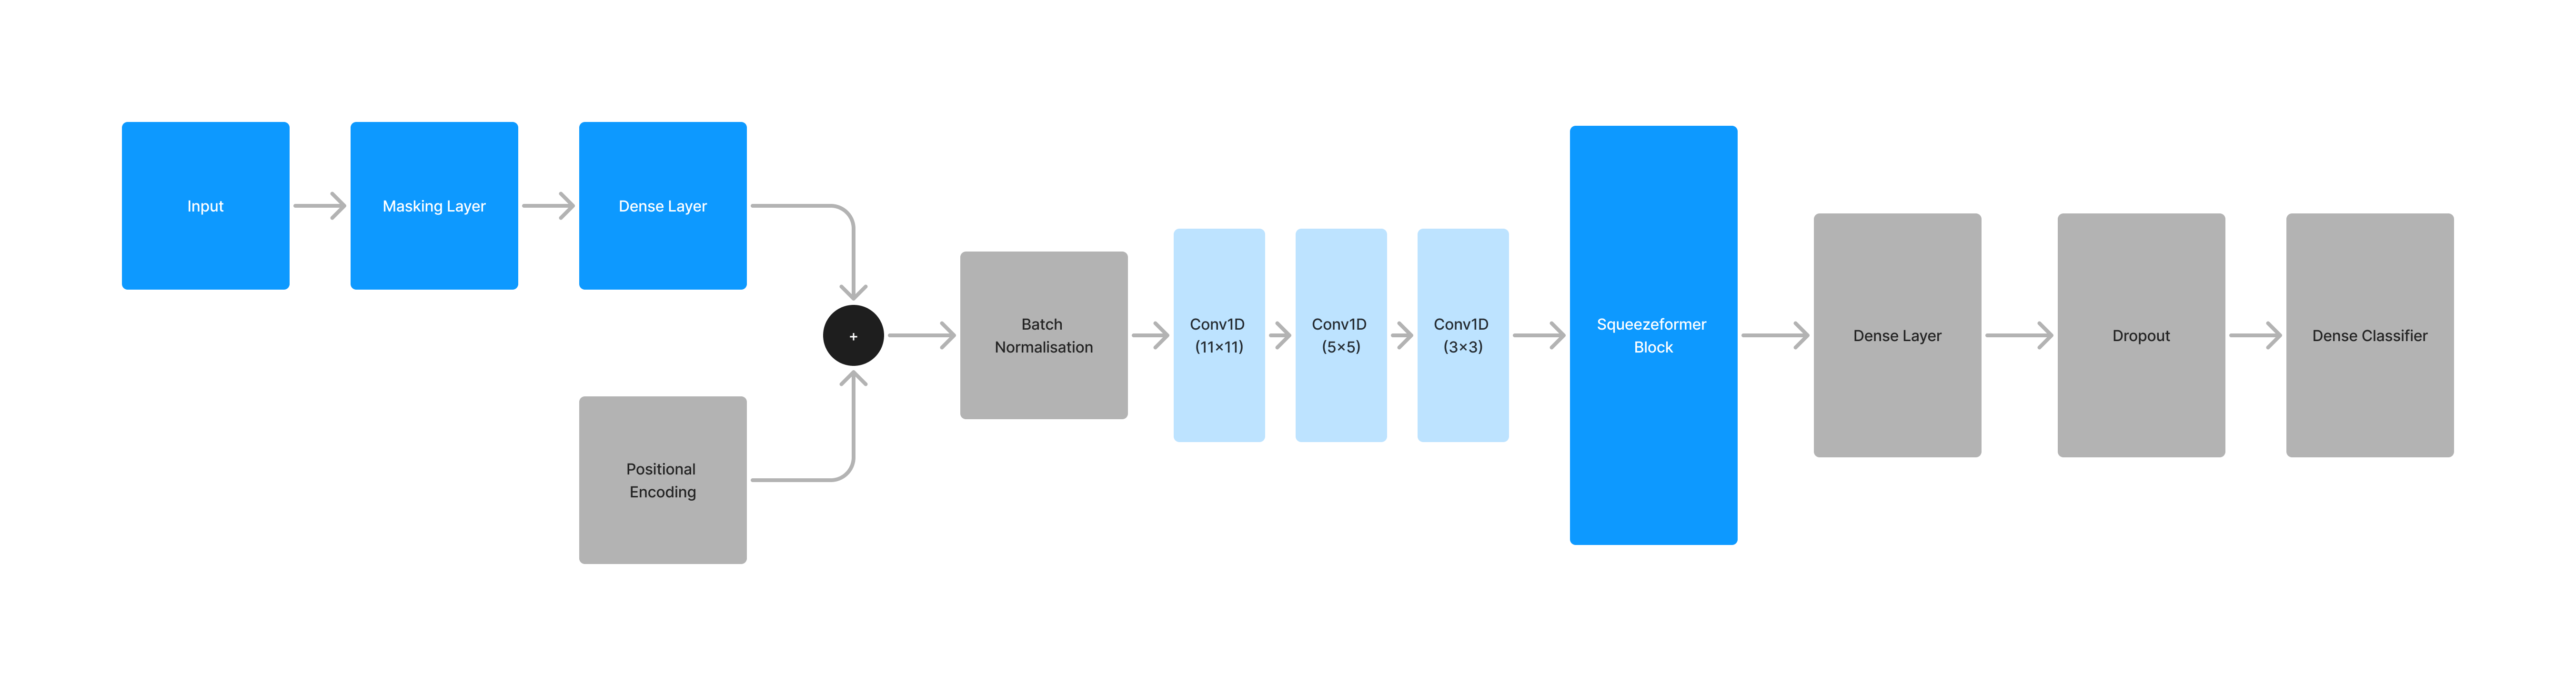 Input
Masking Layer
Dense Layer
+
Positional
Encoding
Batch
Normalisation
Conv1D
(11×11)
Conv1D
(5×5)
Conv1D
(3×3)
Squeezeformer
Block
Dense Layer
Dropout
Dense Classifier